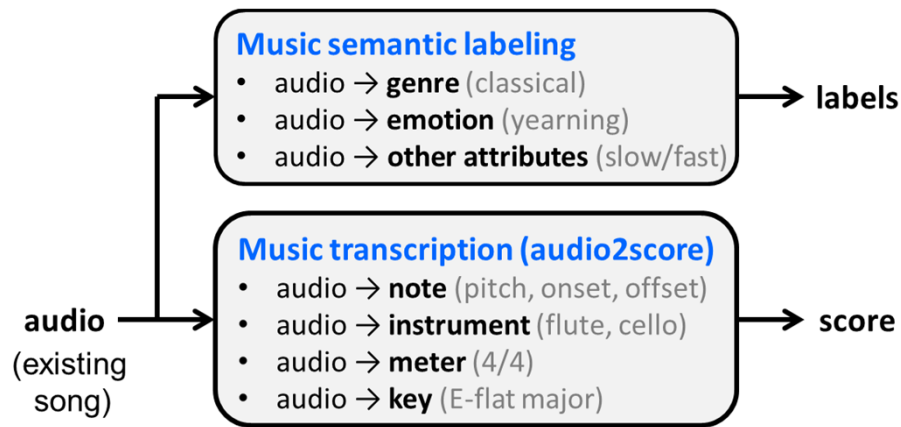 Music semantic labeling
• audio → genre (classical)
• audio → emotion (yearning)
• audio → other attributes (slow/fast)
labels
Music transcription (audio2score)
• audio → note (pitch, onset, offset)
• audio → instrument (flute, cello)
• audio → meter (4/4)
• audio → key (E-flat major)
audio
(existing
song)
score